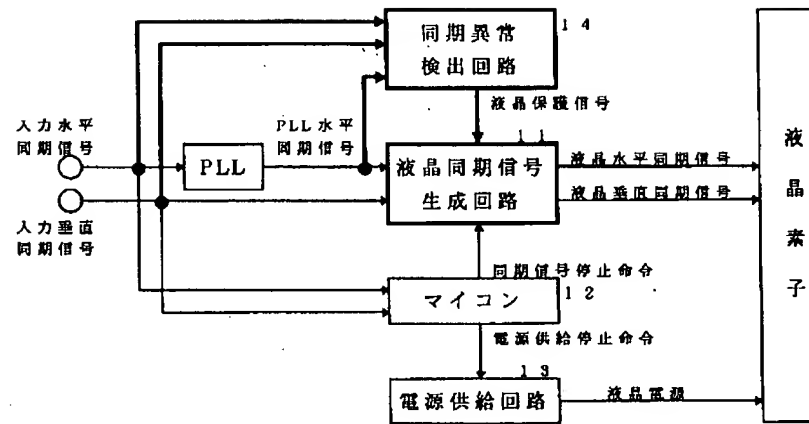 同期異常
検出回路
14
液晶保護信号
入力水平
同期信号
PLL水平
同期信号
PLL
11
液晶同期信号
生成回路
液晶水平同期信号
液晶垂直同期信号
入力垂直
同期信号
同期信号停止命令
マイコン
12
電源供給停止命令
13
電源供給回路
液晶電源
液晶素子